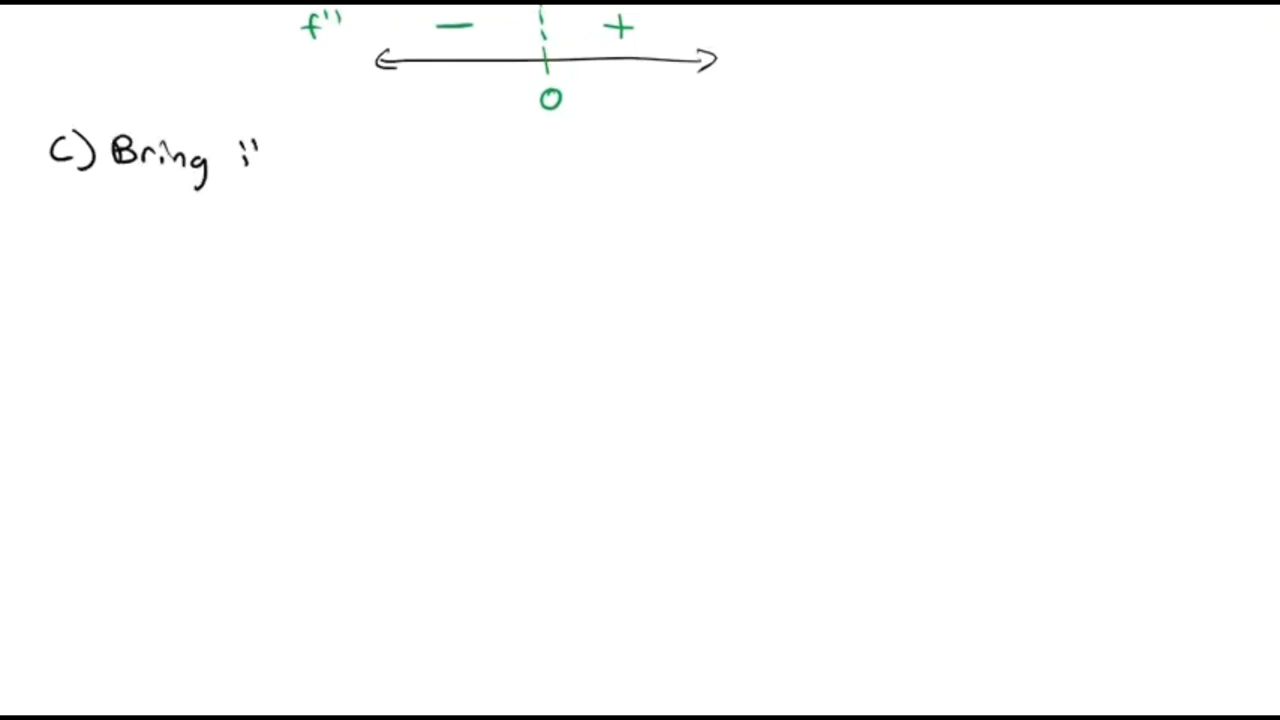 f'' − +
0
C) Bring